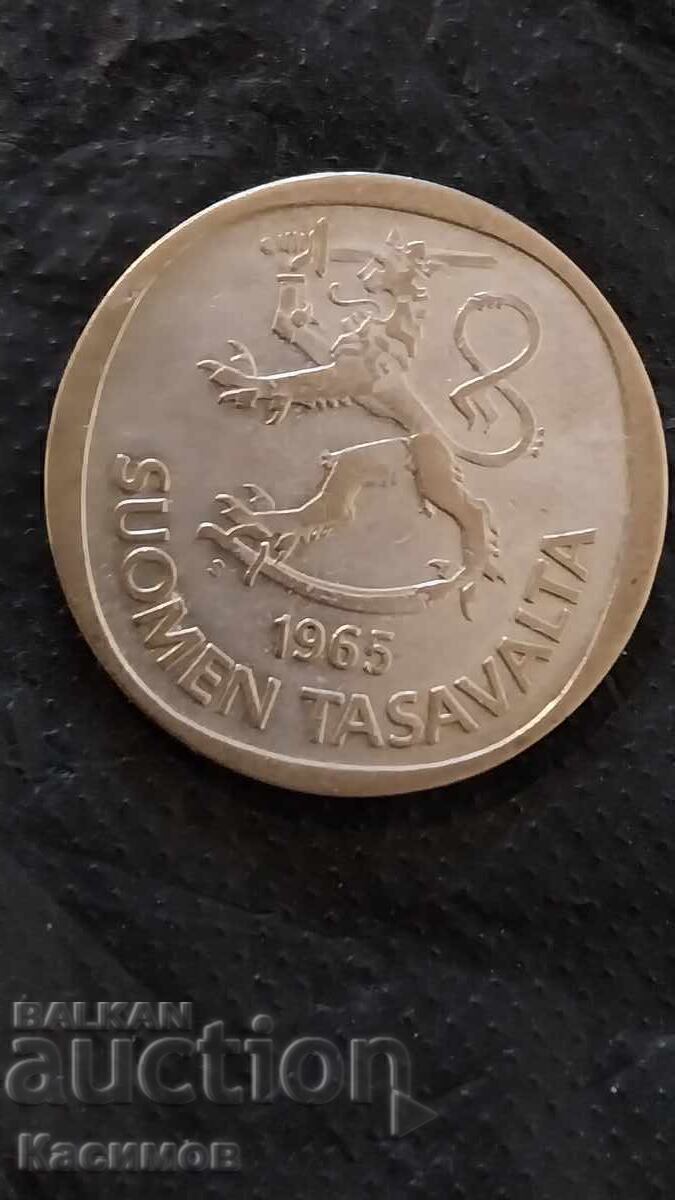 SUOMEN TASAVALTA
1965
S
BALKAN
auction
Касимов